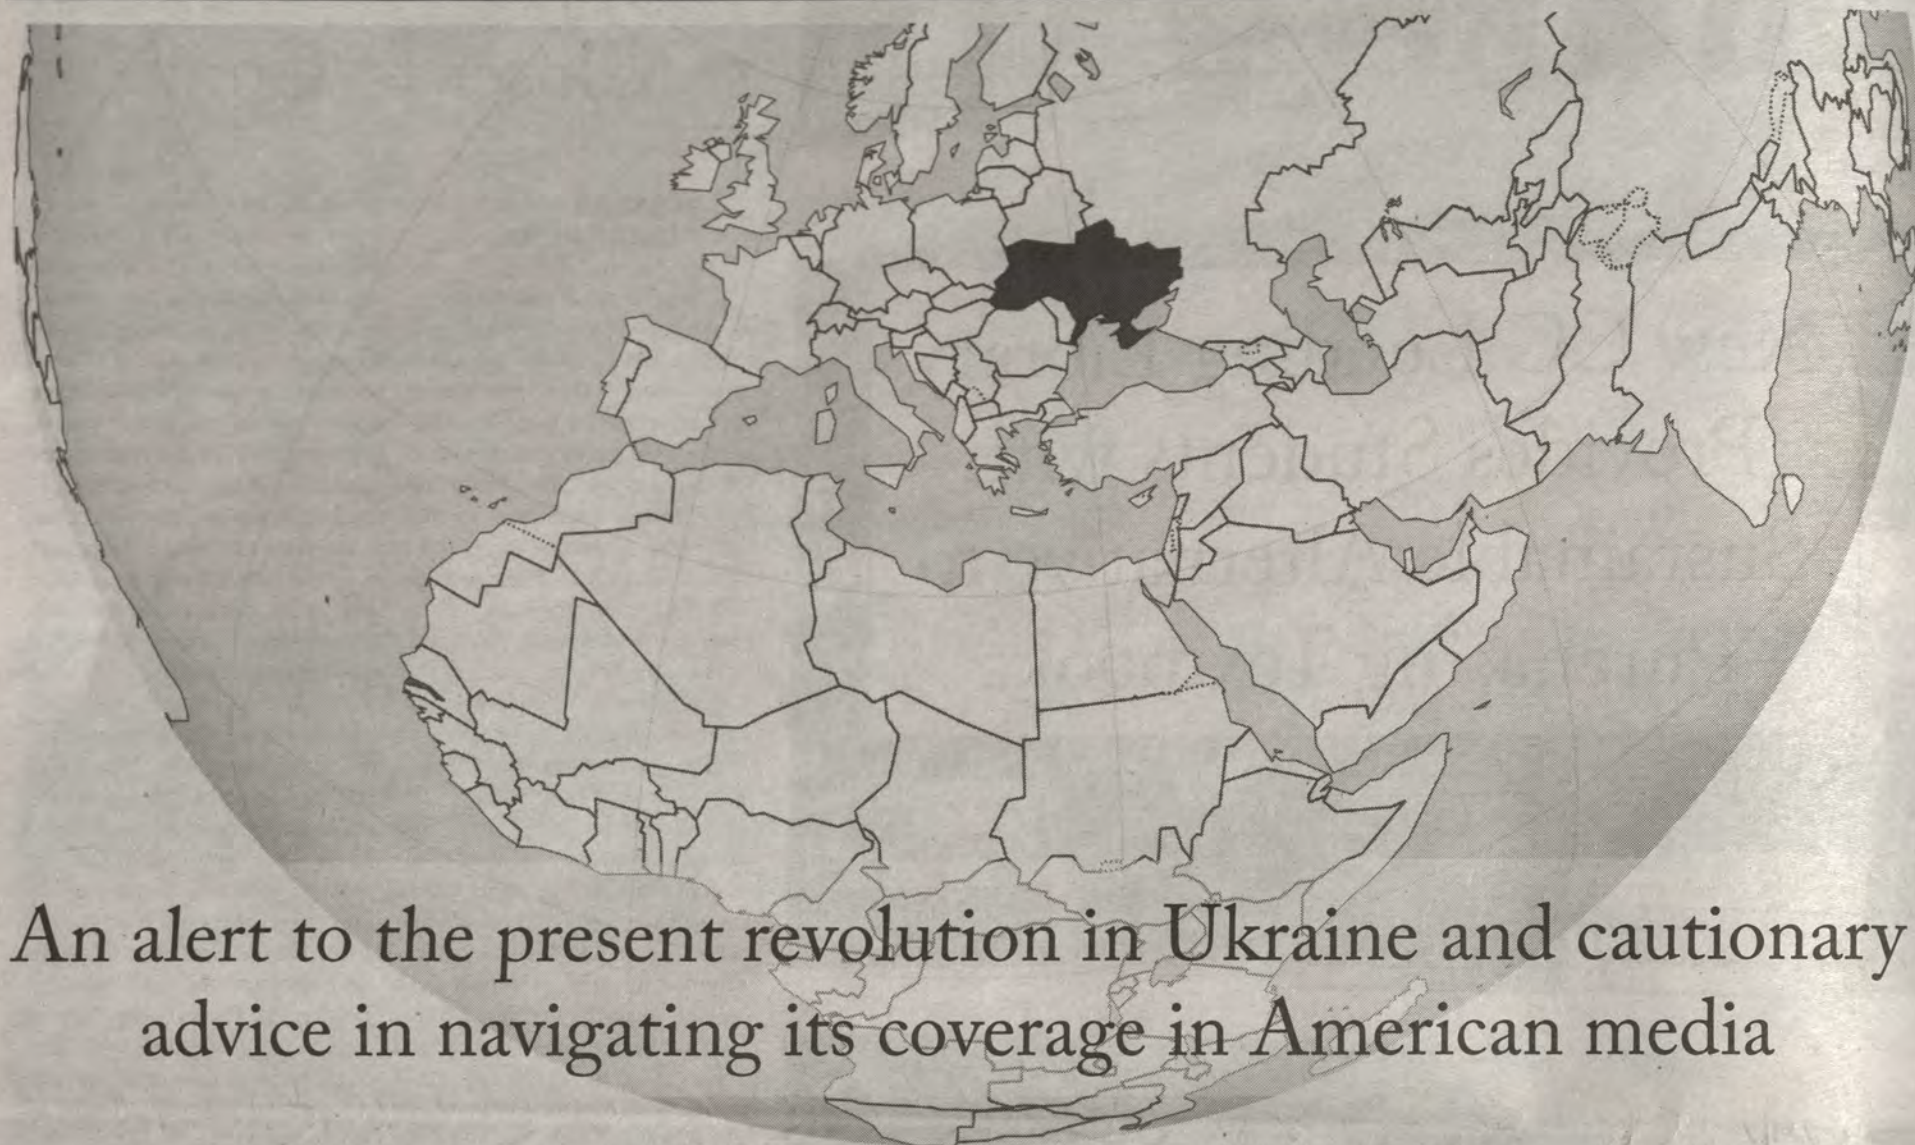 An alert to the present revolution in Ukraine and cautionary
advice in navigating its coverage in American media